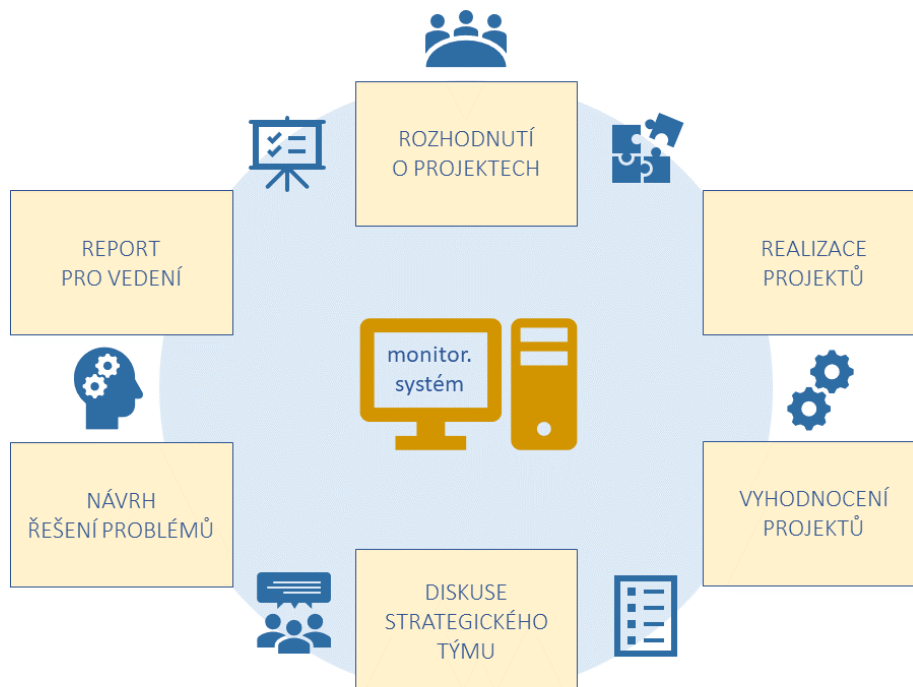 ROZHODNUTÍ
O PROJEKTECH
REPORT
PRO VEDENÍ
REALIZACE
PROJEKTŮ
monitor.
systém
NÁVRH
ŘEŠENÍ PROBLÉMŮ
VYHODNOCENÍ
PROJEKTŮ
DISKUSE
STRATEGICKÉHO
TÝMU